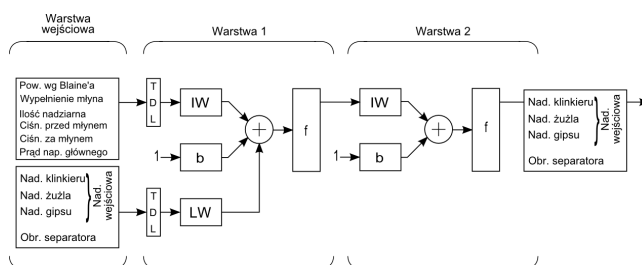 Warstwa
wejściowa
Warstwa 1
Warstwa 2
Pow. wg Blaine'a
Wypełnienie młyna
Ilość nadziarna
Ciśn. przed młynem
Ciśn. za młynem
Prąd nap. głównego
T
D
L
IW
1
b
+
f
IW
1
b
+
f
Nad. klinkieru
Nad. żużla
Nad. gipsu
Nad.
wejściowa
Obr. separatora
Nad. klinkieru
Nad. żużla
Nad. gipsu
Nad.
wejściowa
Obr. separatora
T
D
L
LW